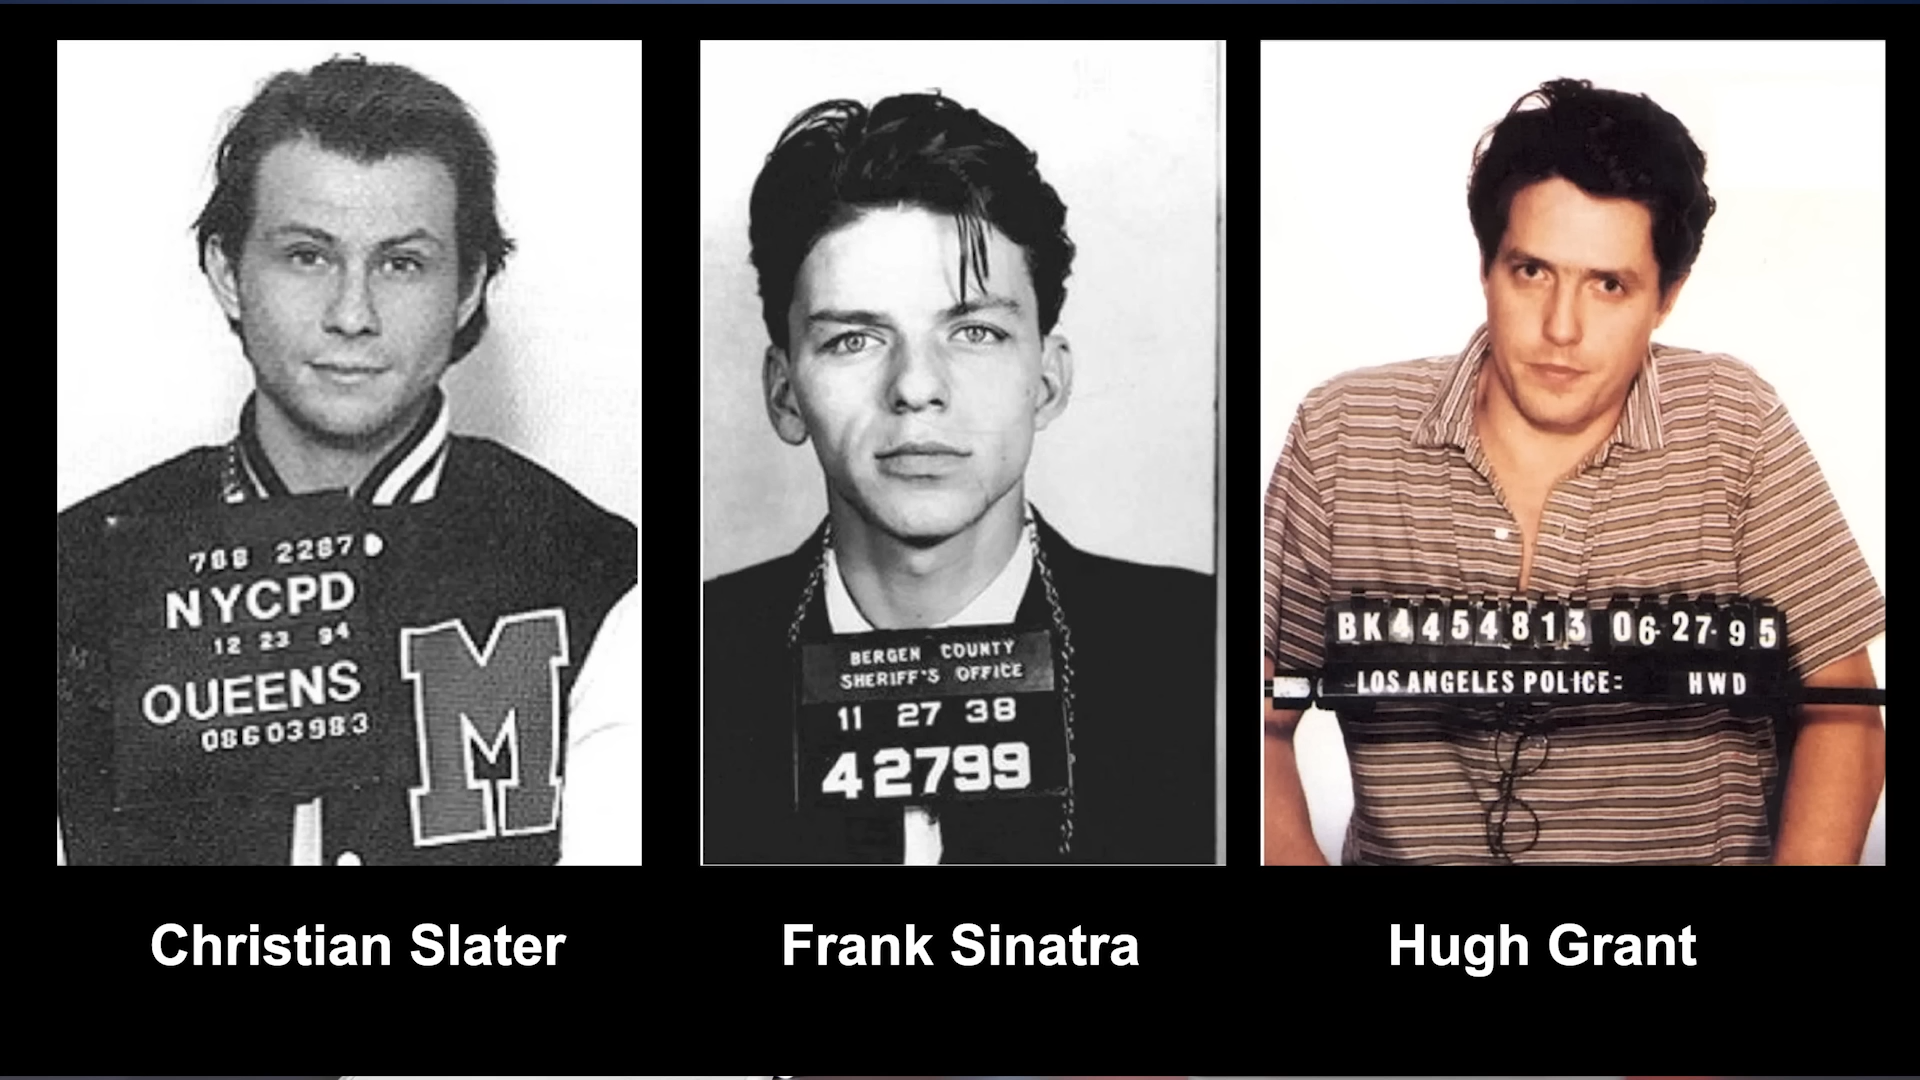 788 2287
NYCPD
12 23 94
QUEENS
08603983
M
BERGEN COUNTY
SHERIFF'S OFFICE
11 27 38
42799
BK4454813 06-27-95
LOS ANGELES POLICE: HWD
Christian Slater
Frank Sinatra
Hugh Grant